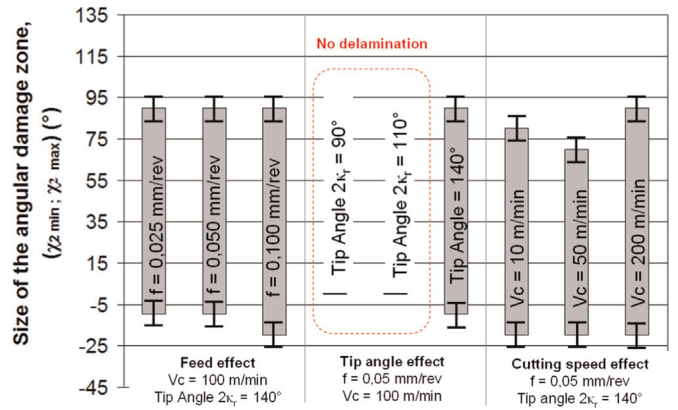 Size of the angular damage zone,
(χ2 min ; χ2 max) (°)
135
115
95
75
55
35
15
-5
-25
-45
No delamination
f = 0,025 mm/rev
f = 0,050 mm/rev
f = 0,100 mm/rev
Tip Angle 2κr = 90°
Tip Angle 2κr = 110°
Tip Angle = 140°
Vc = 10 m/min
Vc = 50 m/min
Vc = 200 m/min
Feed effect
Vc = 100 m/min
Tip Angle 2κr = 140°
Tip angle effect
f = 0,05 mm/rev
Vc = 100 m/min
Cutting speed effect
f = 0,05 mm/rev
Tip angle 2κr = 140°